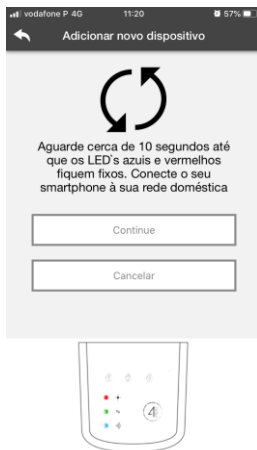 vodafone P 4G 11:20 57%
Adicionar novo dispositivo
Aguarde cerca de 10 segundos até
que os LED`s azuis e vermelhos
fiquem fixos. Conecte o seu
smartphone à sua rede doméstica
Continue
Cancelar
4